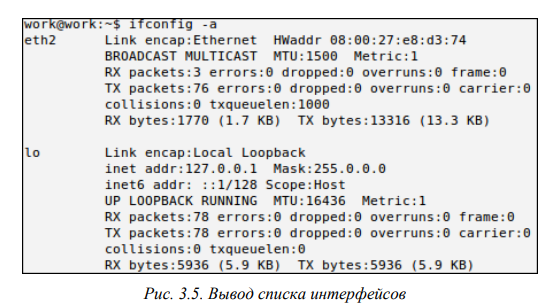 work@work:~$ ifconfig -a
eth2 Link encap:Ethernet HWaddr 08:00:27:e8:d3:74
BROADCAST MULTICAST MTU:1500 Metric:1
RX packets:3 errors:0 dropped:0 overruns:0 frame:0
TX packets:76 errors:0 dropped:0 overruns:0 carrier:0
collisions:0 txqueuelen:1000
RX bytes:1770 (1.7 KB) TX bytes:13316 (13.3 KB)
lo Link encap:Local Loopback
inet addr:127.0.0.1 Mask:255.0.0.0
inet6 addr: ::1/128 Scope:Host
UP LOOPBACK RUNNING MTU:16436 Metric:1
RX packets:78 errors:0 dropped:0 overruns:0 frame:0
TX packets:78 errors:0 dropped:0 overruns:0 carrier:0
collisions:0 txqueuelen:0
RX bytes:5936 (5.9 KB) TX bytes:5936 (5.9 KB)
Рис. 3.5. Вывод списка интерфейсов